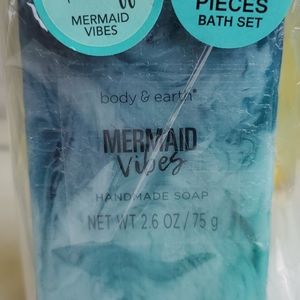 MERMAID
VIBES
PIECES
BATH SET
body & earth®
MERMAID
Vibes
HANDMADE SOAP
NET WT 2.6 OZ / 75 g